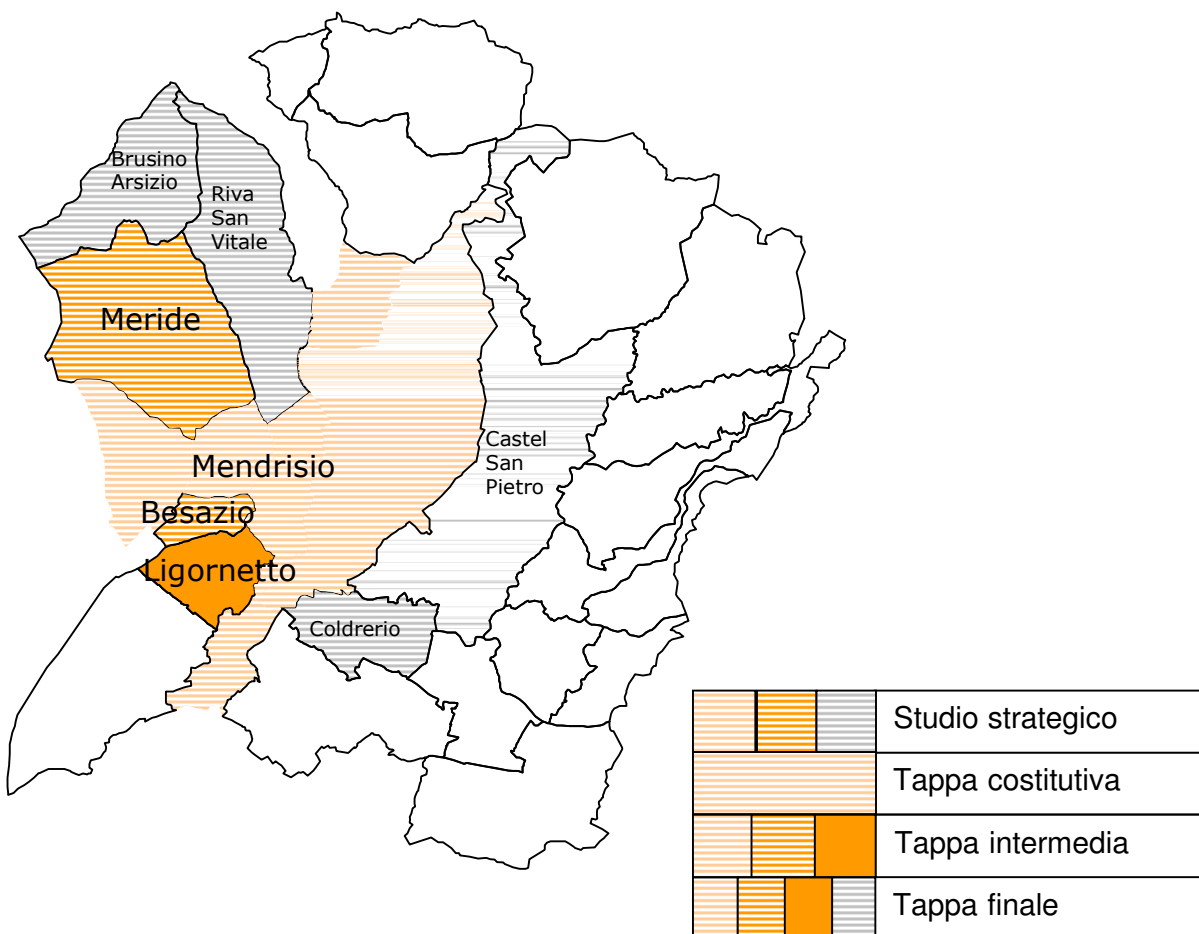 Brusino
Arsizio
Riva
San
Vitale
Meride
Castel
San
Pietro
Mendrisio
Besazio
Ligornetto
Coldrerio
Studio strategico
Tappa costitutiva
Tappa intermedia
Tappa finale